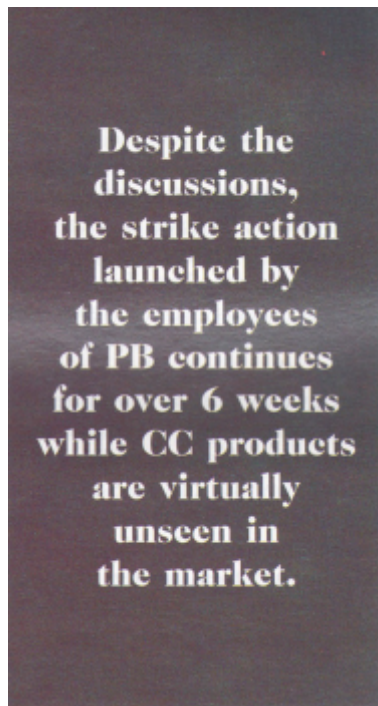 Despite the
discussions,
the strike action
launched by
the employees
of PB continues
for over 6 weeks
while CC products
are virtually
unseen in
the market.